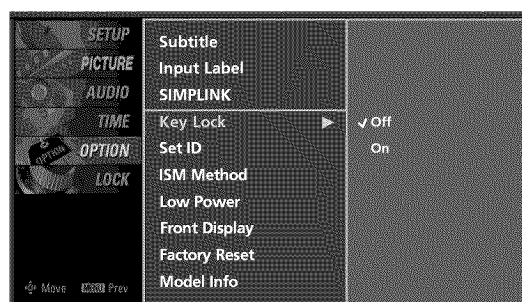 SETUP
PICTURE
AUDIO
TIME
OPTION
LOCK
OPTION
Move MENU Prev
Subtitle
Input Label
SIMPLINK
Key Lock ▶
Set ID
ISM Method
Low Power
Front Display
Factory Reset
Model Info
✓ Off
On